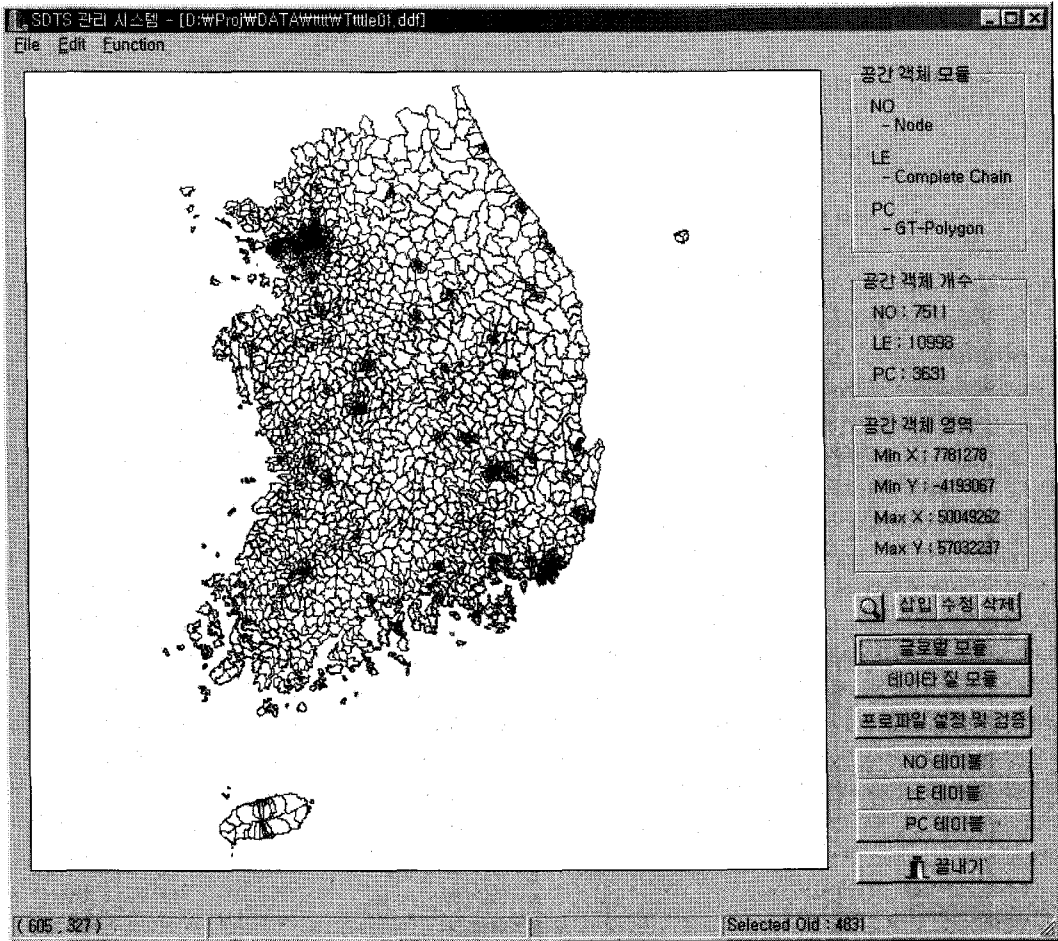 SDTS 관리 시스템 - [D:₩Proj₩DATA₩tttt₩Ttttle01.ddf]
File Edit Function
공간 객체 모듈
NO
- Node
LE
- Complete Chain
PC
- GT-Polygon
공간 객체 개수
NO : 7511
LE : 10998
PC : 3631
공간 객체 영역
Min X : 7781278
Min Y : -4193067
Max X : 50049262
Max Y : 57032237
삽입 수정 삭제
글로벌 모듈
데이타 질 모듈
프로파일 설정 및 검증
NO 테이블
LE 테이블
PC 테이블
끝내기
( 605 , 327 )
Selected Oid : 4831